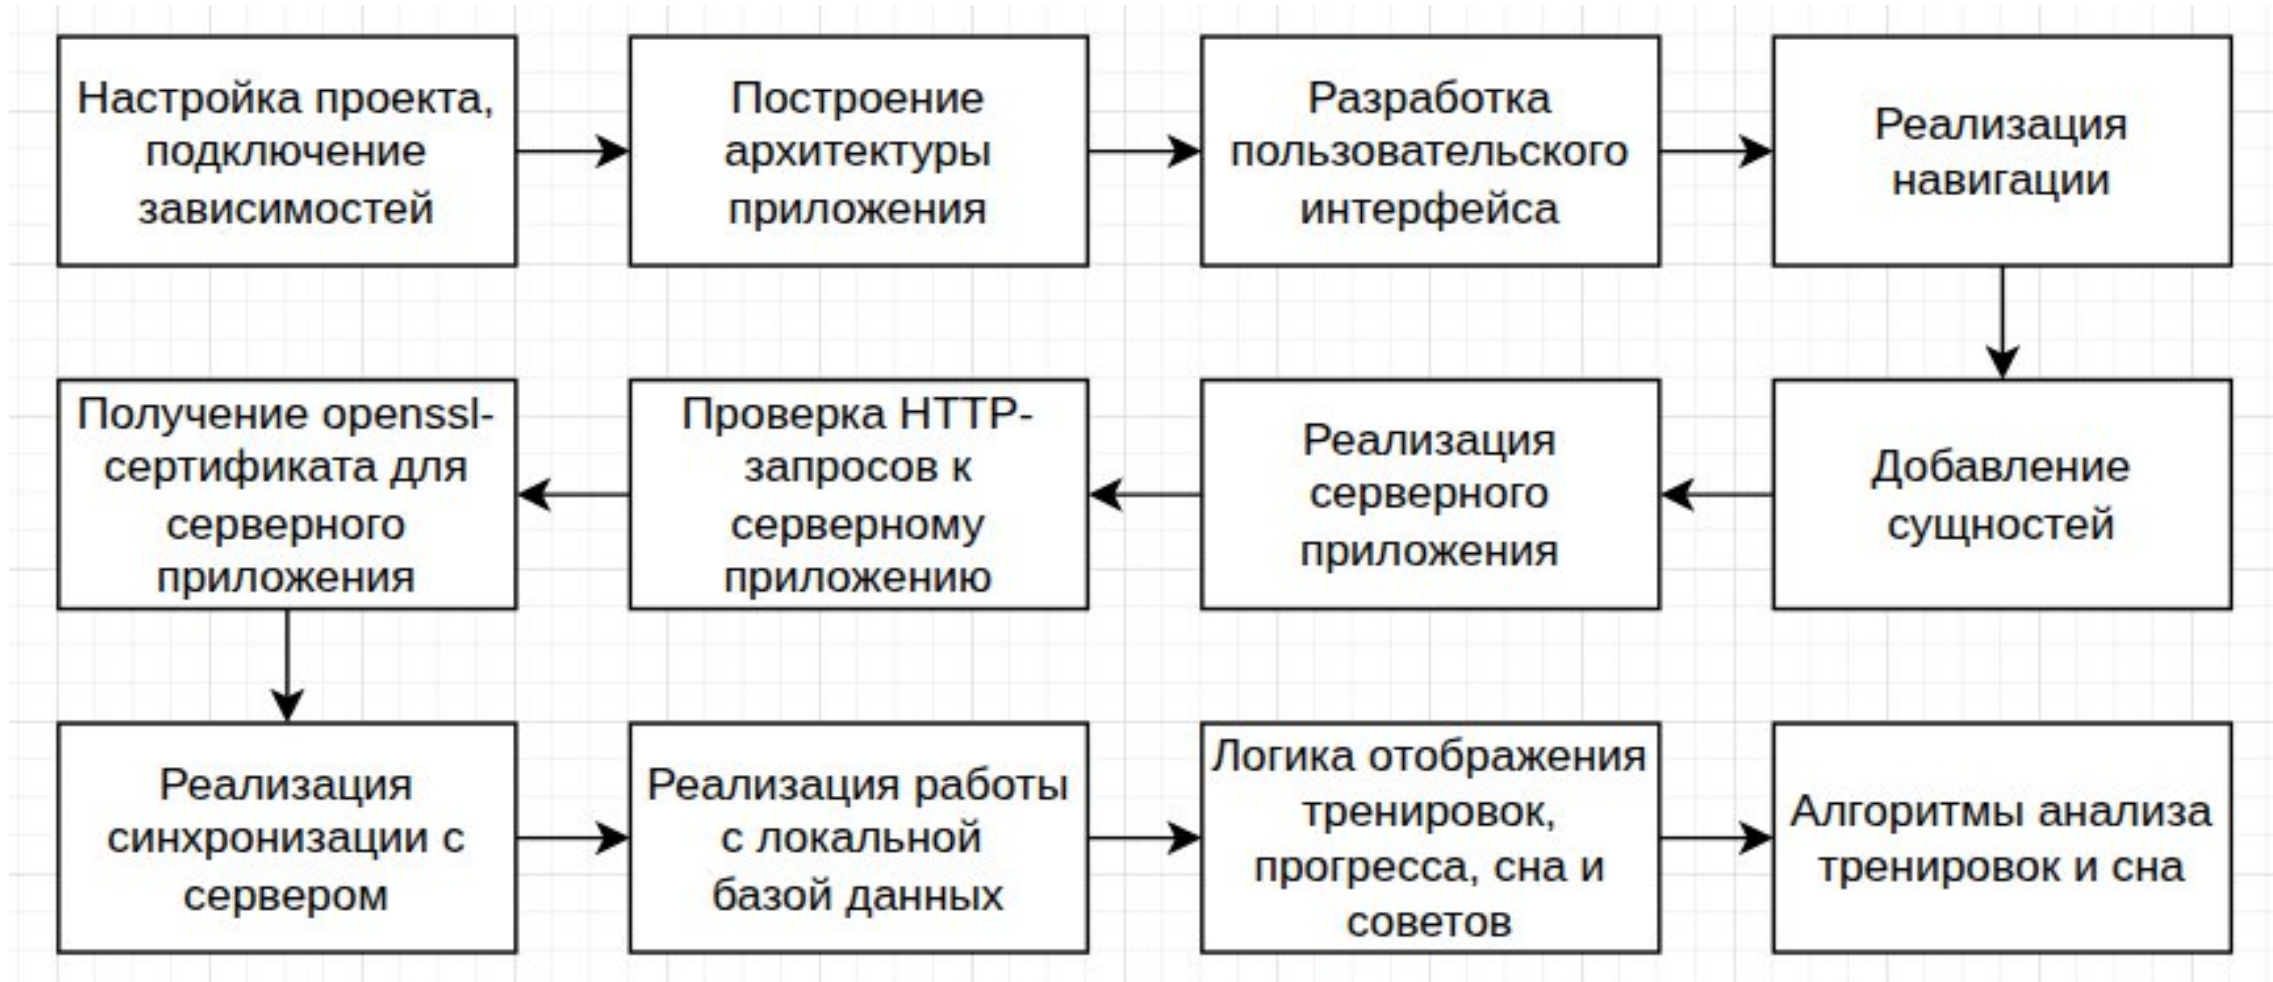 Настройка проекта,
подключение
зависимостей
Построение
архитектуры
приложения
Разработка
пользовательского
интерфейса
Реализация
навигации
Добавление
сущностей
Реализация
серверного
приложения
Проверка HTTP-
запросов к
серверному
приложению
Получение openssl-
сертификата для
серверного
приложения
Реализация
синхронизации с
сервером
Реализация работы
с локальной
базой данных
Логика отображения
тренировок,
прогресса, сна и
советов
Алгоритмы анализа
тренировок и сна